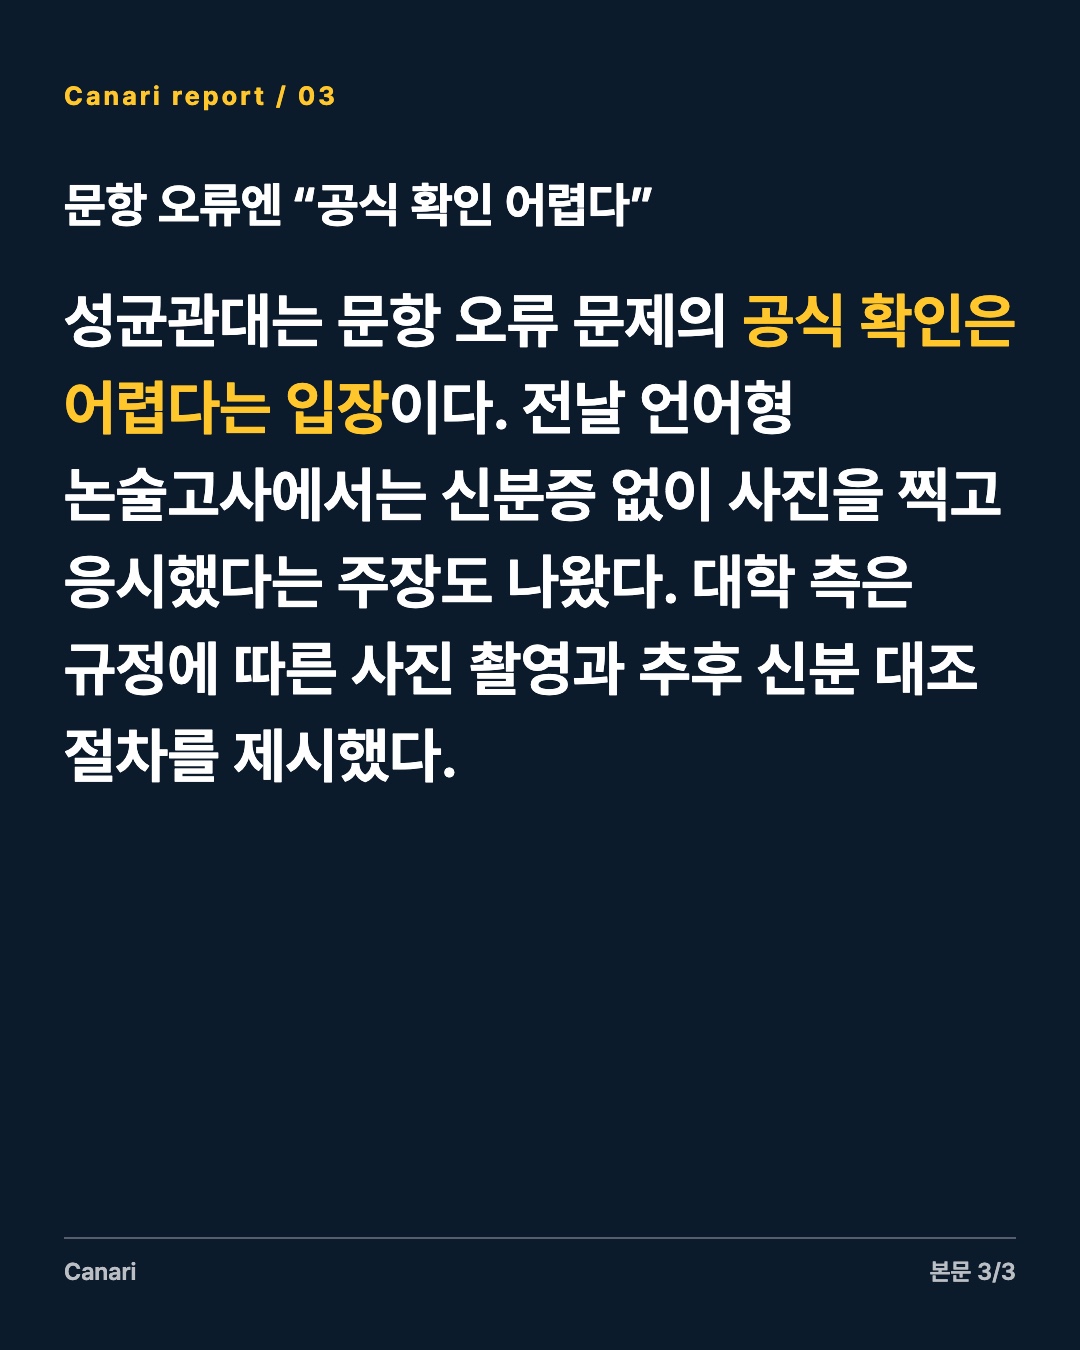 Canari report / 03
문항 오류엔 “공식 확인 어렵다”
성균관대는 문항 오류 문제의 공식 확인은
어렵다는 입장이다. 전날 언어형
논술고사에서는 신분증 없이 사진을 찍고
응시했다는 주장도 나왔다. 대학 측은
규정에 따른 사진 촬영과 추후 신분 대조
절차를 제시했다.
Canari
본문 3/3